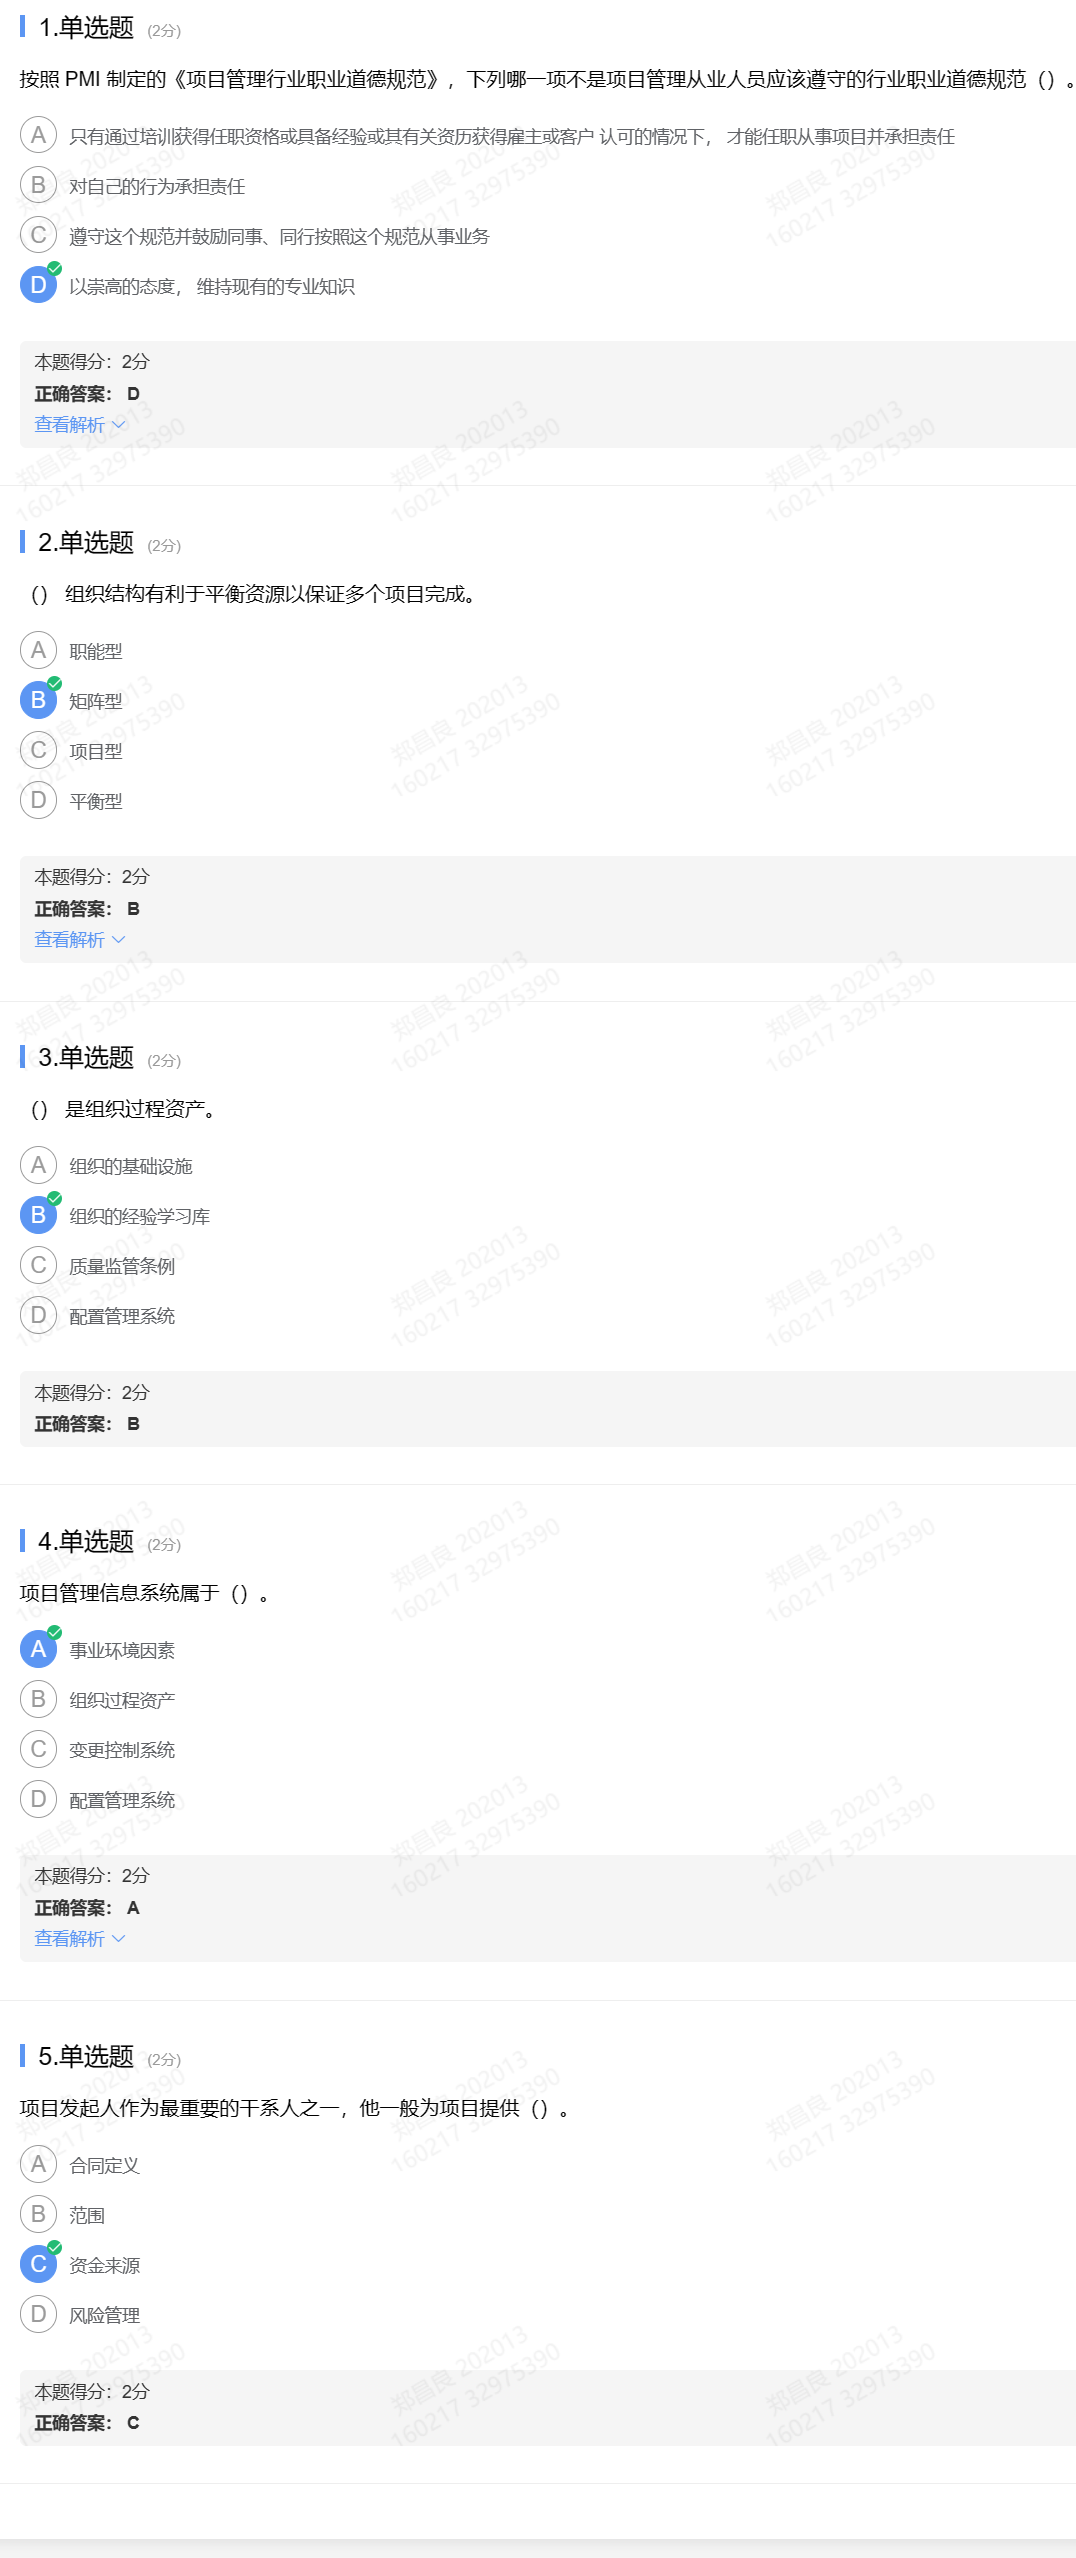 1.单选题 (2分)
按照 PMI 制定的《项目管理行业职业道德规范》，下列哪一项不是项目管理从业人员应该遵守的行业职业道德规范（）。
A 只有通过培训获得任职资格或具备经验或其有关资历获得雇主或客户 认可的情况下， 才能任职从事项目并承担责任
B 对自己的行为承担责任
C 遵守这个规范并鼓励同事、同行按照这个规范从事业务
D 以崇高的态度， 维持现有的专业知识
本题得分：2分
正确答案： D
查看解析
2.单选题 (2分)
（） 组织结构有利于平衡资源以保证多个项目完成。
A 职能型
B 矩阵型
C 项目型
D 平衡型
本题得分：2分
正确答案： B
查看解析
3.单选题 (2分)
（） 是组织过程资产。
A 组织的基础设施
B 组织的经验学习库
C 质量监管条例
D 配置管理系统
本题得分：2分
正确答案： B
4.单选题 (2分)
项目管理信息系统属于（）。
A 事业环境因素
B 组织过程资产
C 变更控制系统
D 配置管理系统
本题得分：2分
正确答案： A
查看解析
5.单选题 (2分)
项目发起人作为最重要的干系人之一，他一般为项目提供（）。
A 合同定义
B 范围
C 资金来源
D 风险管理
本题得分：2分
正确答案： C
郑昌良 202013
160217 32975390